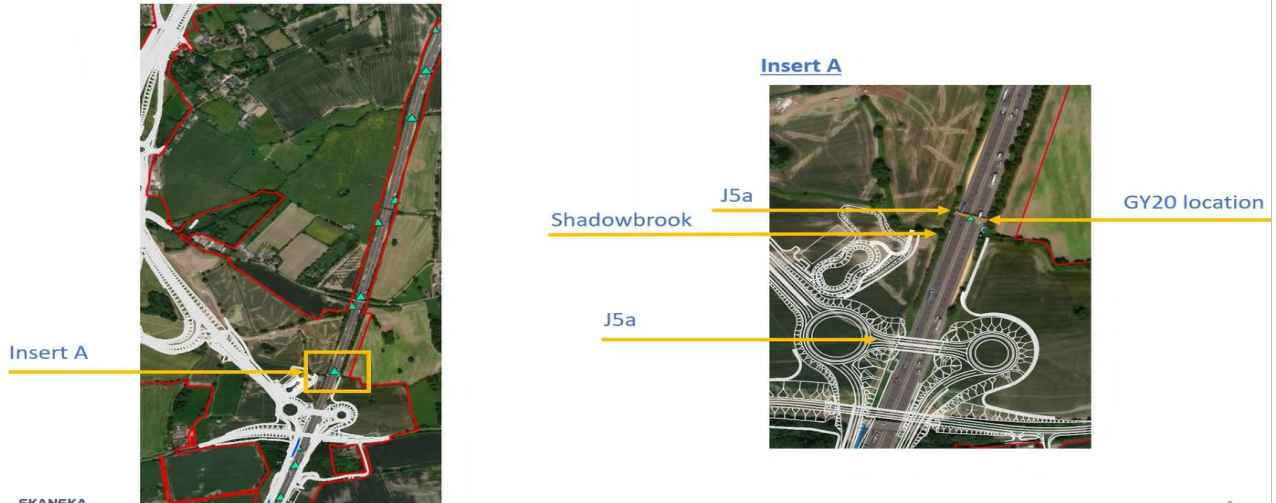 Insert A
J5a
Shadowbrook
GY20 location
J5a
Insert A
SKANSKA